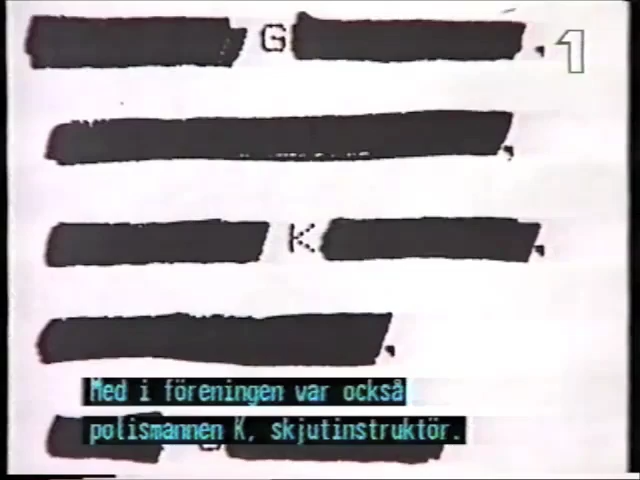 G , 1
,
K ,
,
Med i föreningen var också
polismannen K, skjutinstruktör.